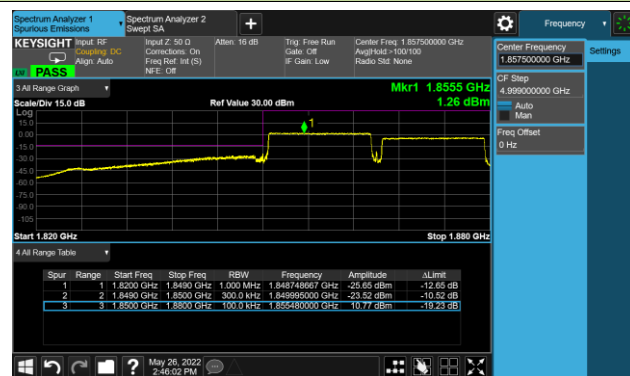 Spectrum Analyzer 1
Spurious Emissions
Spectrum Analyzer 2
Swept SA
Frequency
KEYSIGHT
Input: RF
Coupling: DC
Align: Auto
Input Z: 50 Ω
Corrections: On
Freq Ref: Int (S)
NFE: Off
Atten: 16 dB
Trig: Free Run
Gate: Off
IF Gain: Low
Center Freq: 1.857500000 GHz
Avg|Hold:>100/100
Radio Std: None
PASS
Center Frequency
1.857500000 GHz
Settings
CF Step
4.999000000 GHz
Auto
Man
Freq Offset
0 Hz
3 All Range Graph
Mkr1 1.8555 GHz
Scale/Div 15.0 dB
Ref Value 30.00 dBm
1.26 dBm
Log
15.0
0.00
-15.0
-30.0
-45.0
-60.0
-75.0
-90.0
-105
1
Start 1.820 GHz
Stop 1.880 GHz
4 All Range Table
Spur Range Start Freq Stop Freq RBW Frequency Amplitude ΔLimit
1 1 1.8200 GHz 1.8490 GHz 1.000 MHz 1.848748667 GHz -25.65 dBm -12.65 dB
2 2 1.8490 GHz 1.8500 GHz 300.0 kHz 1.849995000 GHz -23.52 dBm -10.52 dB
3 3 1.8500 GHz 1.8800 GHz 100.0 kHz 1.855480000 GHz 10.77 dBm -19.23 dB
May 26, 2022
2:46:02 PM